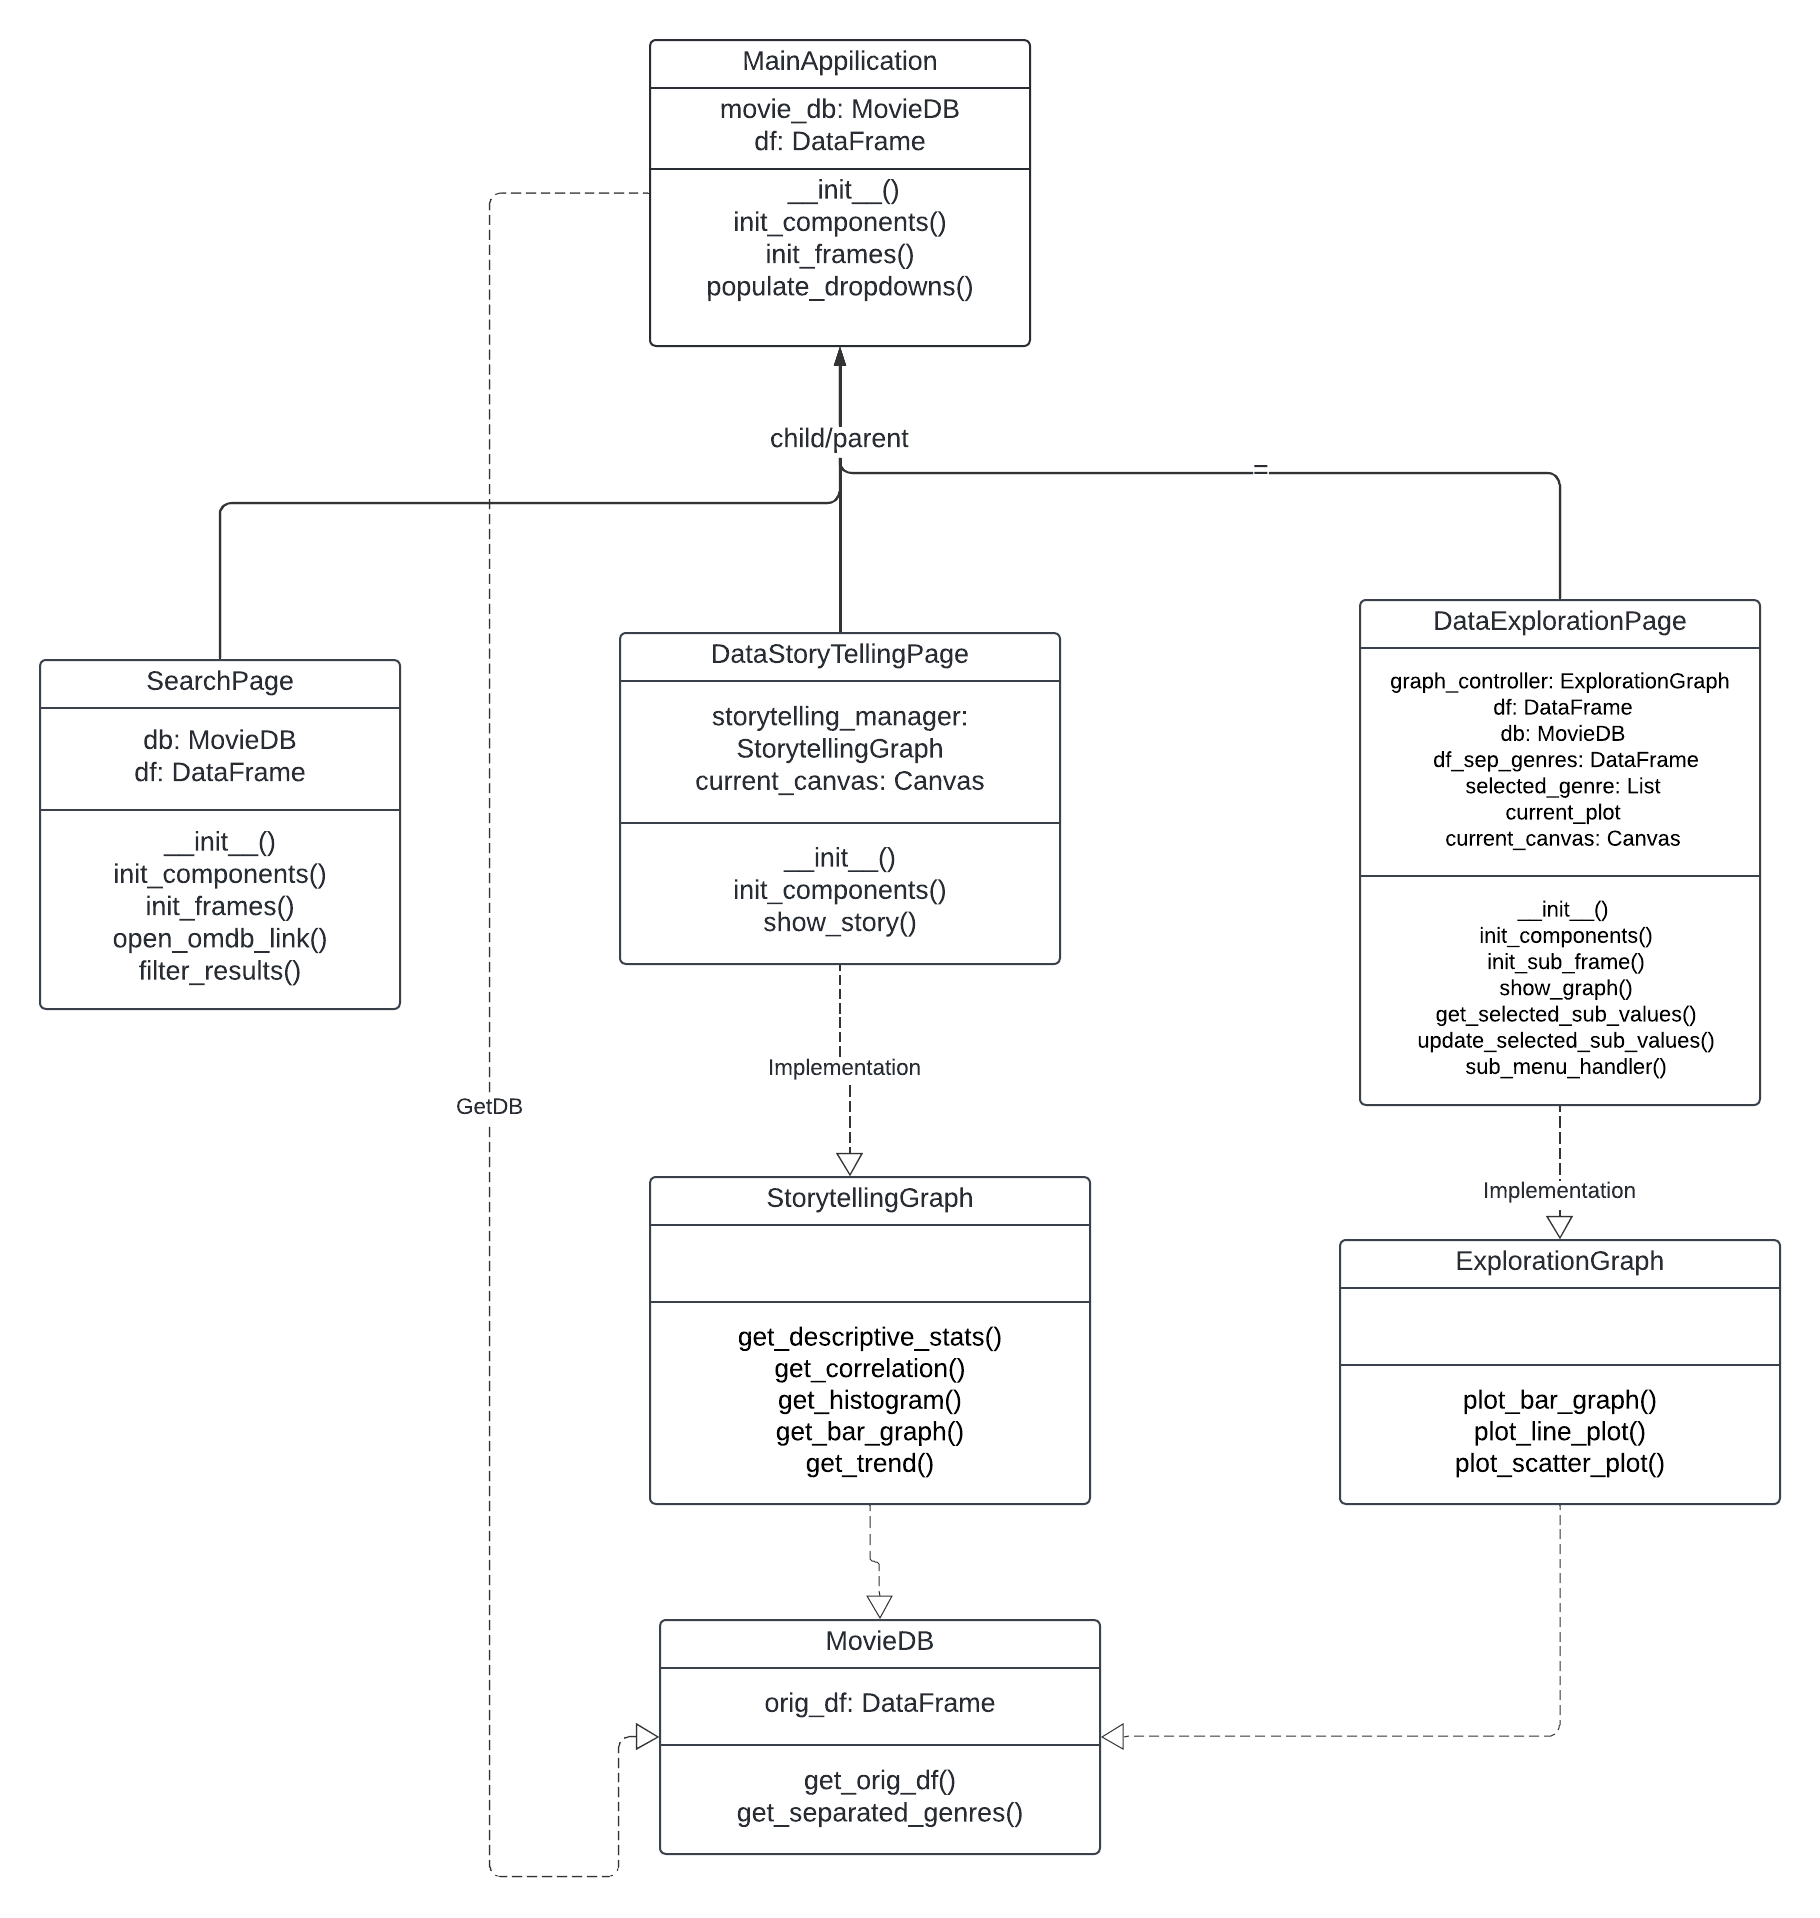 MainAppilication
movie_db: MovieDB
df: DataFrame
__init__()
init_components()
init_frames()
populate_dropdowns()
child/parent
=
SearchPage
db: MovieDB
df: DataFrame
__init__()
init_components()
init_frames()
open_omdb_link()
filter_results()
DataStoryTellingPage
storytelling_manager:
StorytellingGraph
current_canvas: Canvas
__init__()
init_components()
show_story()
DataExplorationPage
graph_controller: ExplorationGraph
df: DataFrame
db: MovieDB
df_sep_genres: DataFrame
selected_genre: List
current_plot
current_canvas: Canvas
__init__()
init_components()
init_sub_frame()
show_graph()
get_selected_sub_values()
update_selected_sub_values()
sub_menu_handler()
Implementation
GetDB
Implementation
StorytellingGraph
get_descriptive_stats()
get_correlation()
get_histogram()
get_bar_graph()
get_trend()
ExplorationGraph
plot_bar_graph()
plot_line_plot()
plot_scatter_plot()
MovieDB
orig_df: DataFrame
get_orig_df()
get_separated_genres()